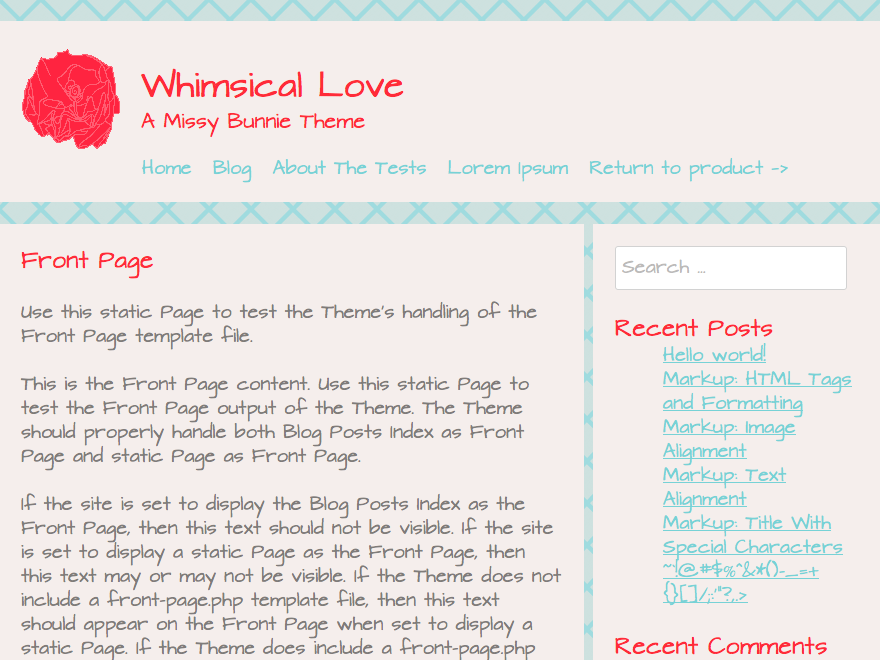 Whimsical Love
A Missy Bunnie Theme
Home Blog About The Tests Lorem Ipsum Return to product ->
Front Page
Use this static Page to test the Theme's handling of the
Front Page template file.
This is the Front Page content. Use this static Page to
test the Front Page output of the Theme. The Theme
should properly handle both Blog Posts Index as Front
Page and static Page as Front Page.
If the site is set to display the Blog Posts Index as the
Front Page, then this text should not be visible. If the site
is set to display a static Page as the Front Page, then
this text may or may not be visible. If the Theme does not
include a front-page.php template file, then this text
should appear on the Front Page when set to display a
static Page. If the Theme does include a front-page.php
Search ...
Recent Posts
Hello world!
Markup: HTML Tags
and Formatting
Markup: Image
Alignment
Markup: Text
Alignment
Markup: Title With
Special Characters
~`!@#$%^&*()-_=+
{}[]/;:'"?,.>
Recent Comments